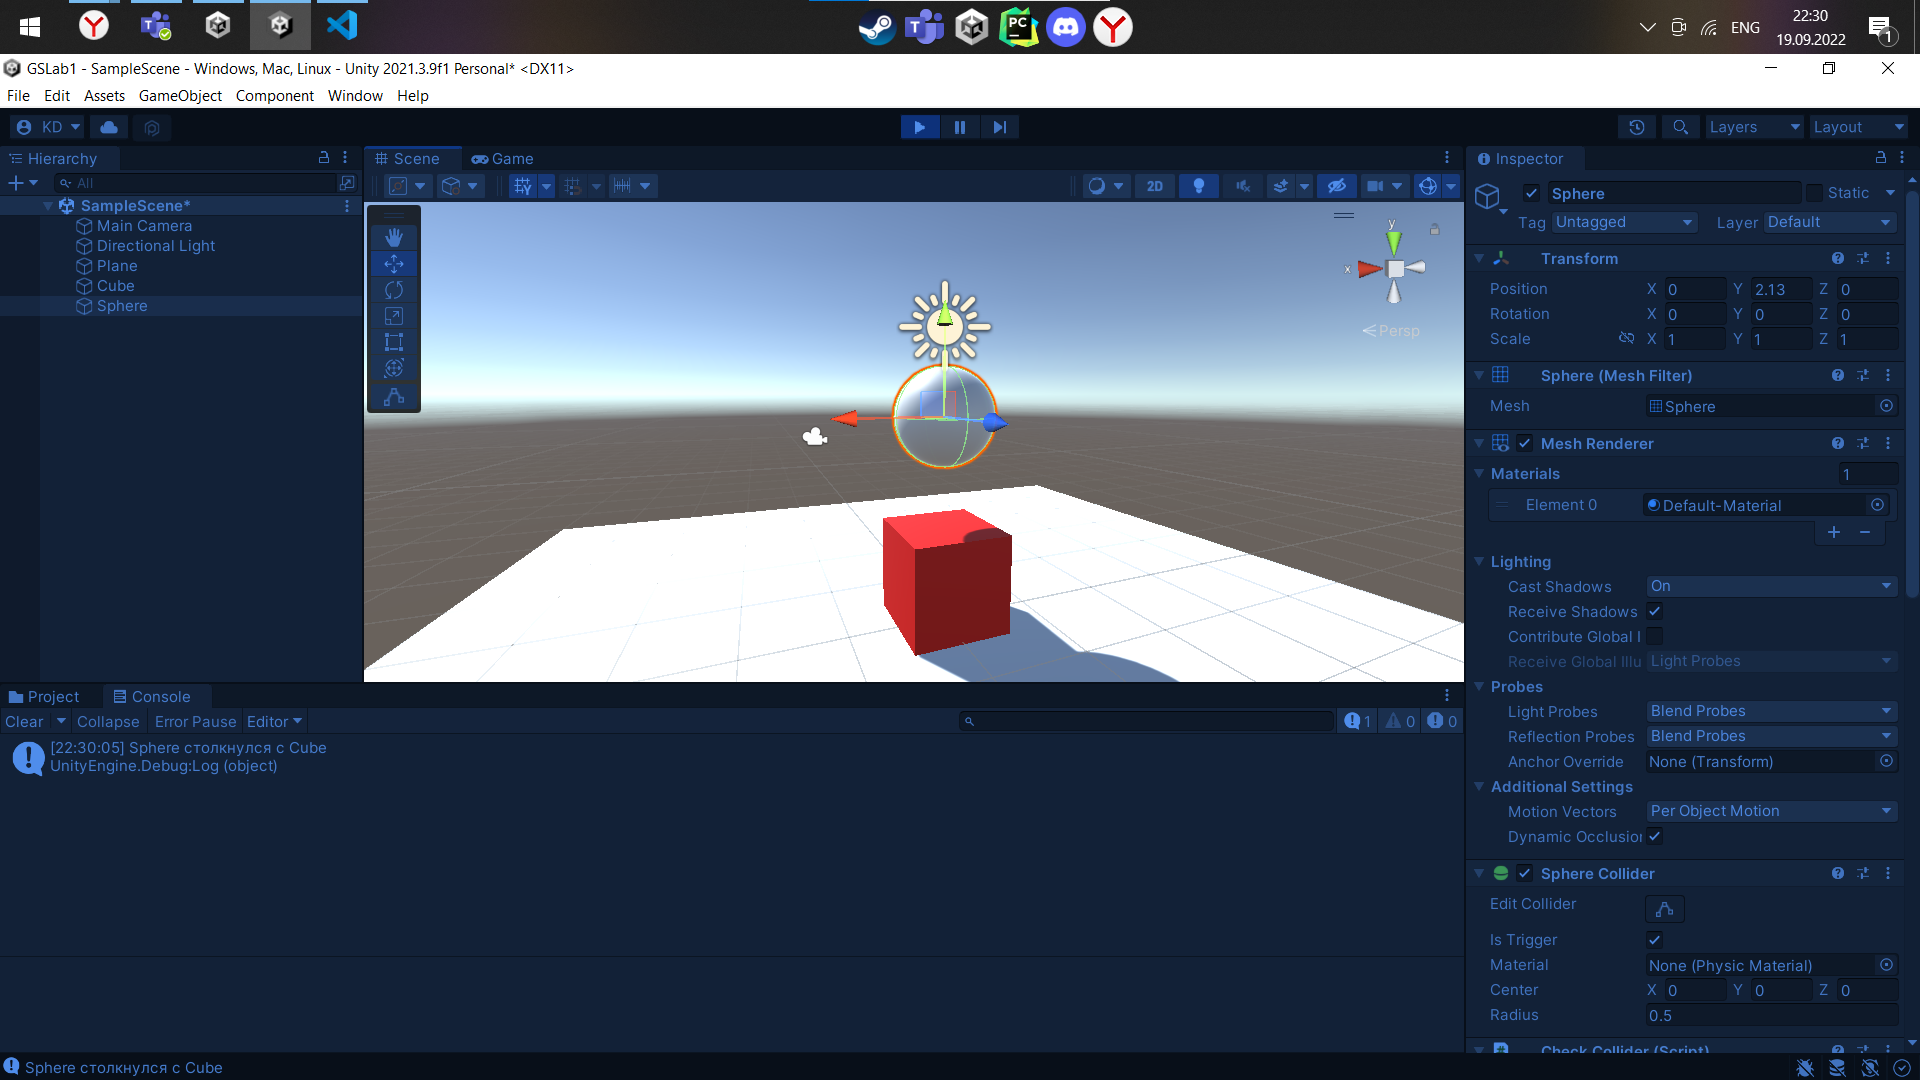 PC
ENG
22:30
19.09.2022
1
GSLab1 - SampleScene - Windows, Mac, Linux - Unity 2021.3.9f1 Personal* <DX11>
File Edit Assets GameObject Component Window Help
KD
Layers
Layout
Hierarchy
All
SampleScene*
Main Camera
Directional Light
Plane
Cube
Sphere
Scene
Game
2D
y
x
Persp
Inspector
Sphere
Static
Tag Untagged Layer Default
Transform
Position X 0 Y 2.13 Z 0
Rotation X 0 Y 0 Z 0
Scale X 1 Y 1 Z 1
Sphere (Mesh Filter)
Mesh Sphere
Mesh Renderer
Materials 1
Element 0 Default-Material
Lighting
Cast Shadows On
Receive Shadows
Contribute Global I
Receive Global Illu Light Probes
Probes
Light Probes Blend Probes
Reflection Probes Blend Probes
Anchor Override None (Transform)
Additional Settings
Motion Vectors Per Object Motion
Dynamic Occlusion
Sphere Collider
Edit Collider
Is Trigger
Material None (Physic Material)
Center X 0 Y 0 Z 0
Radius 0.5
Check Collider (Script)
Project
Console
Clear Collapse Error Pause Editor
1 0 0
[22:30:05] Sphere столкнулся с Cube
UnityEngine.Debug:Log (object)
Sphere столкнулся с Cube